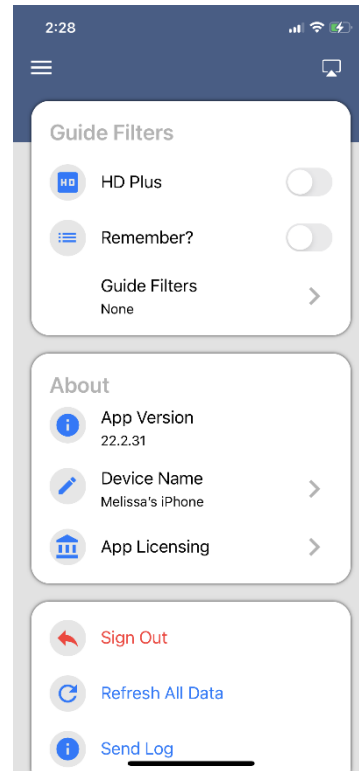 2:28
Guide Filters
HD
HD Plus
Remember?
Guide Filters
None
About
App Version
22.2.31
Device Name
Melissa's iPhone
App Licensing
Sign Out
Refresh All Data
Send Log